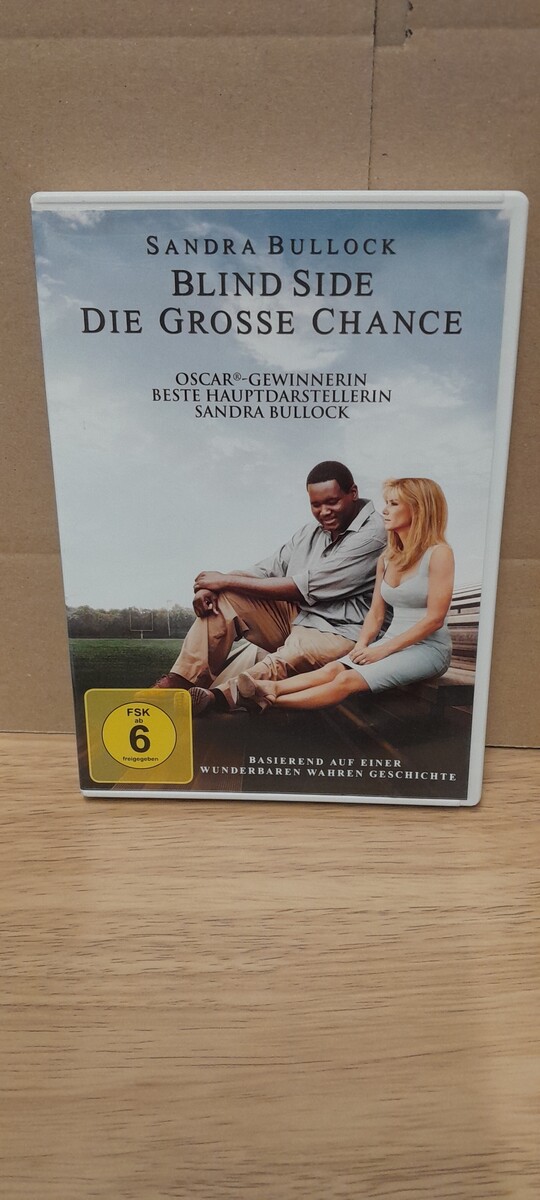 SANDRA BULLOCK
BLIND SIDE
DIE GROSSE CHANCE
OSCAR®-GEWINNERIN
BESTE HAUPTDARSTELLERIN
SANDRA BULLOCK
FSK
ab
6
freigegeben
BASIEREND AUF EINER
WUNDERBAREN WAHREN GESCHICHTE